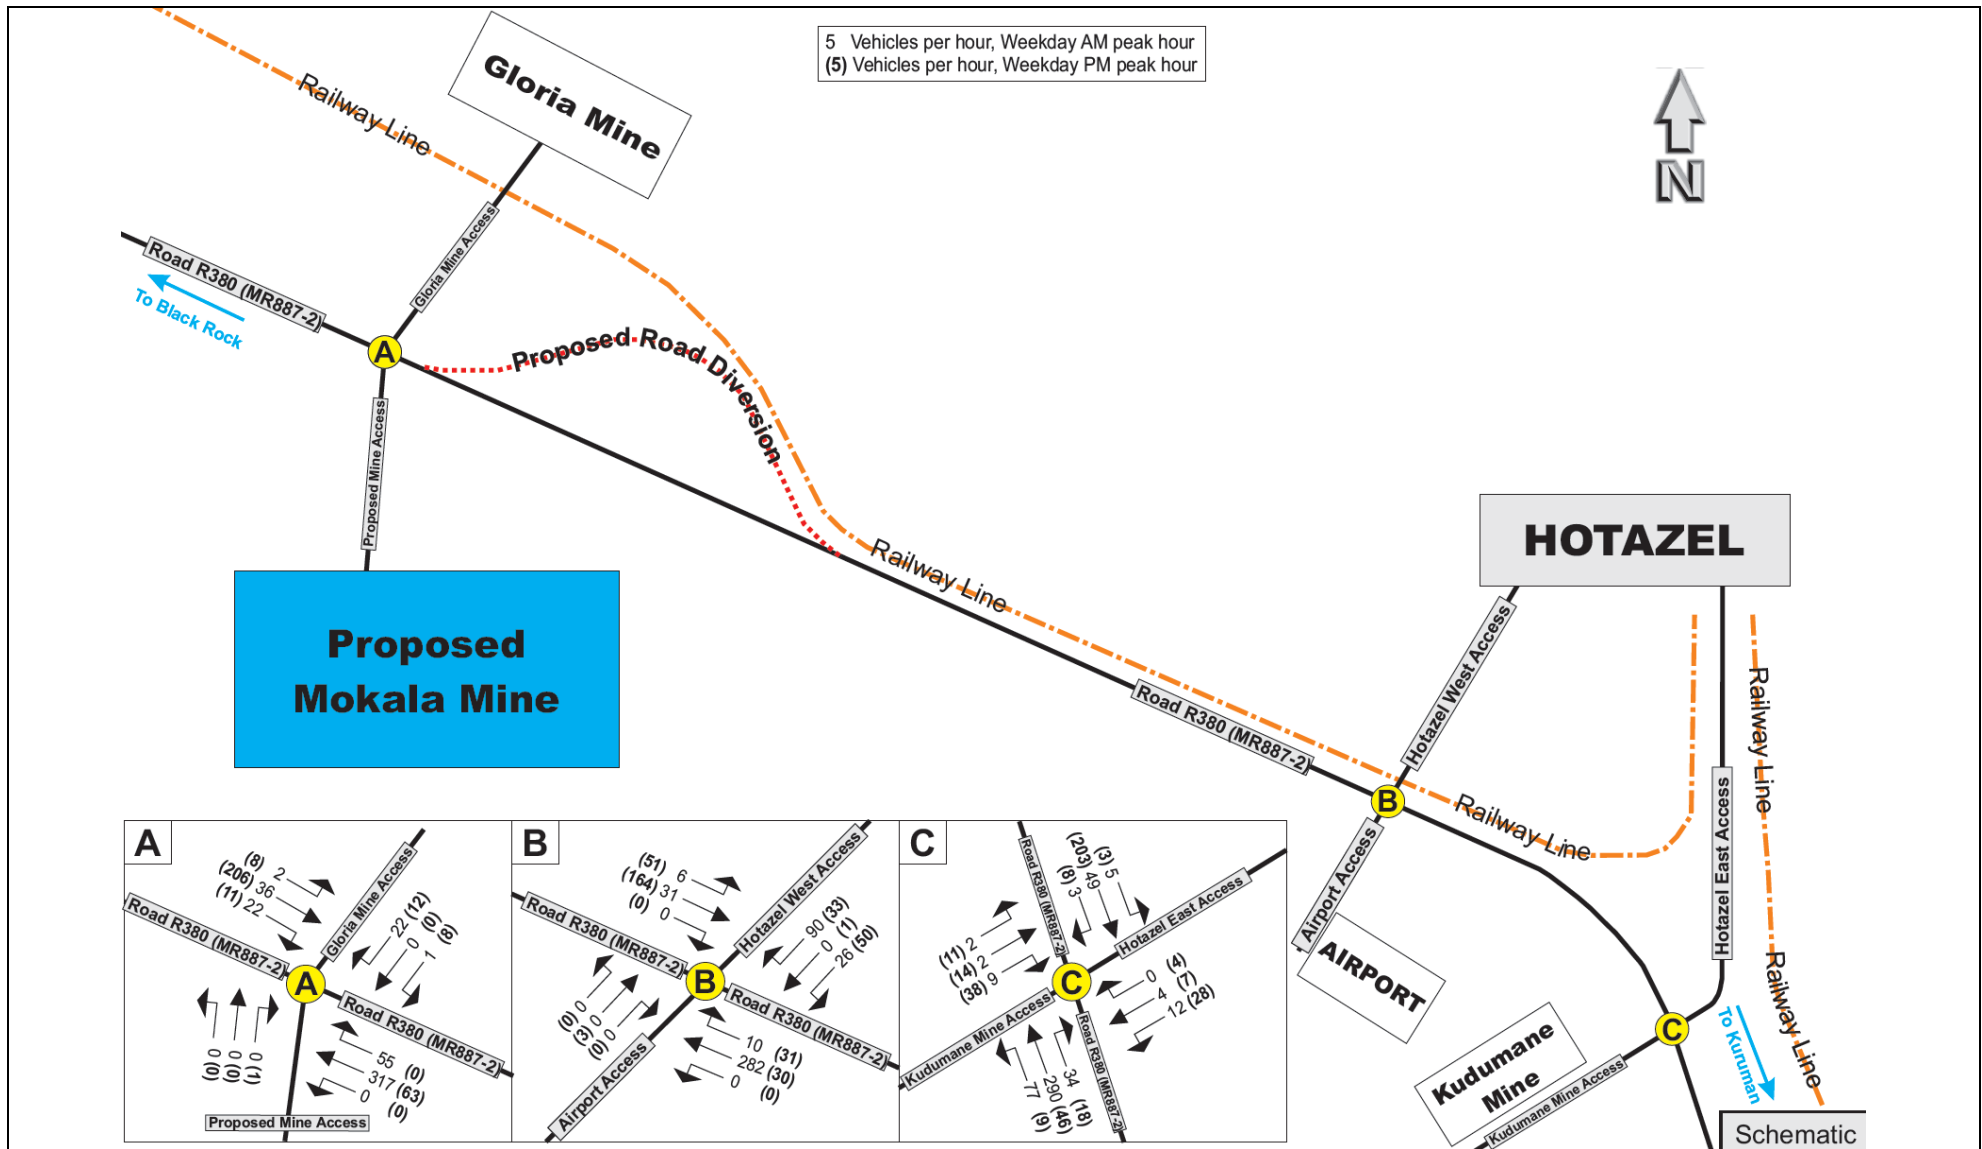 5 Vehicles per hour, Weekday AM peak hour
(5) Vehicles per hour, Weekday PM peak hour
N
Gloria Mine
Railway Line
Gloria Mine Access
Road R380 (MR887-2)
To Black Rock
A
Proposed Road Diversion
Proposed Mine Access
Proposed
Mokala Mine
Railway Line
HOTAZEL
Hotazel West Access
Road R380 (MR887-2)
B
Railway Line
Railway Line
Hotazel East Access
Airport Access
AIRPORT
Railway Line
C
To Kuruman
Kudumane
Mine
Kudumane Mine Access
Schematic
A
(8) 2
(206) 36
(11) 22
Road R380 (MR887-2)
Gloria Mine Access
22 (12)
0 (0)
1 (8)
A
0 (0)
0 (0)
0 (1)
Road R380 (MR887-2)
55 (0)
317 (63)
0 (0)
Proposed Mine Access
B
(51) 6
(164) 31
(0) 0
Road R380 (MR887-2)
Hotazel West Access
90 (33)
0 (1)
26 (50)
B
(0) 0
(3) 0
(0) 0
Road R380 (MR887-2)
10 (31)
282 (30)
0 (0)
Airport Access
C
(8) 3
(203) 49
(3) 5
Road R380 (MR887-2)
Hotazel East Access
(11) 2
(14) 2
(38) 9
C
0 (4)
4 (7)
12 (28)
Kudumane Mine Access
Road R380 (MR887-2)
77 (9)
290 (46)
34 (18)